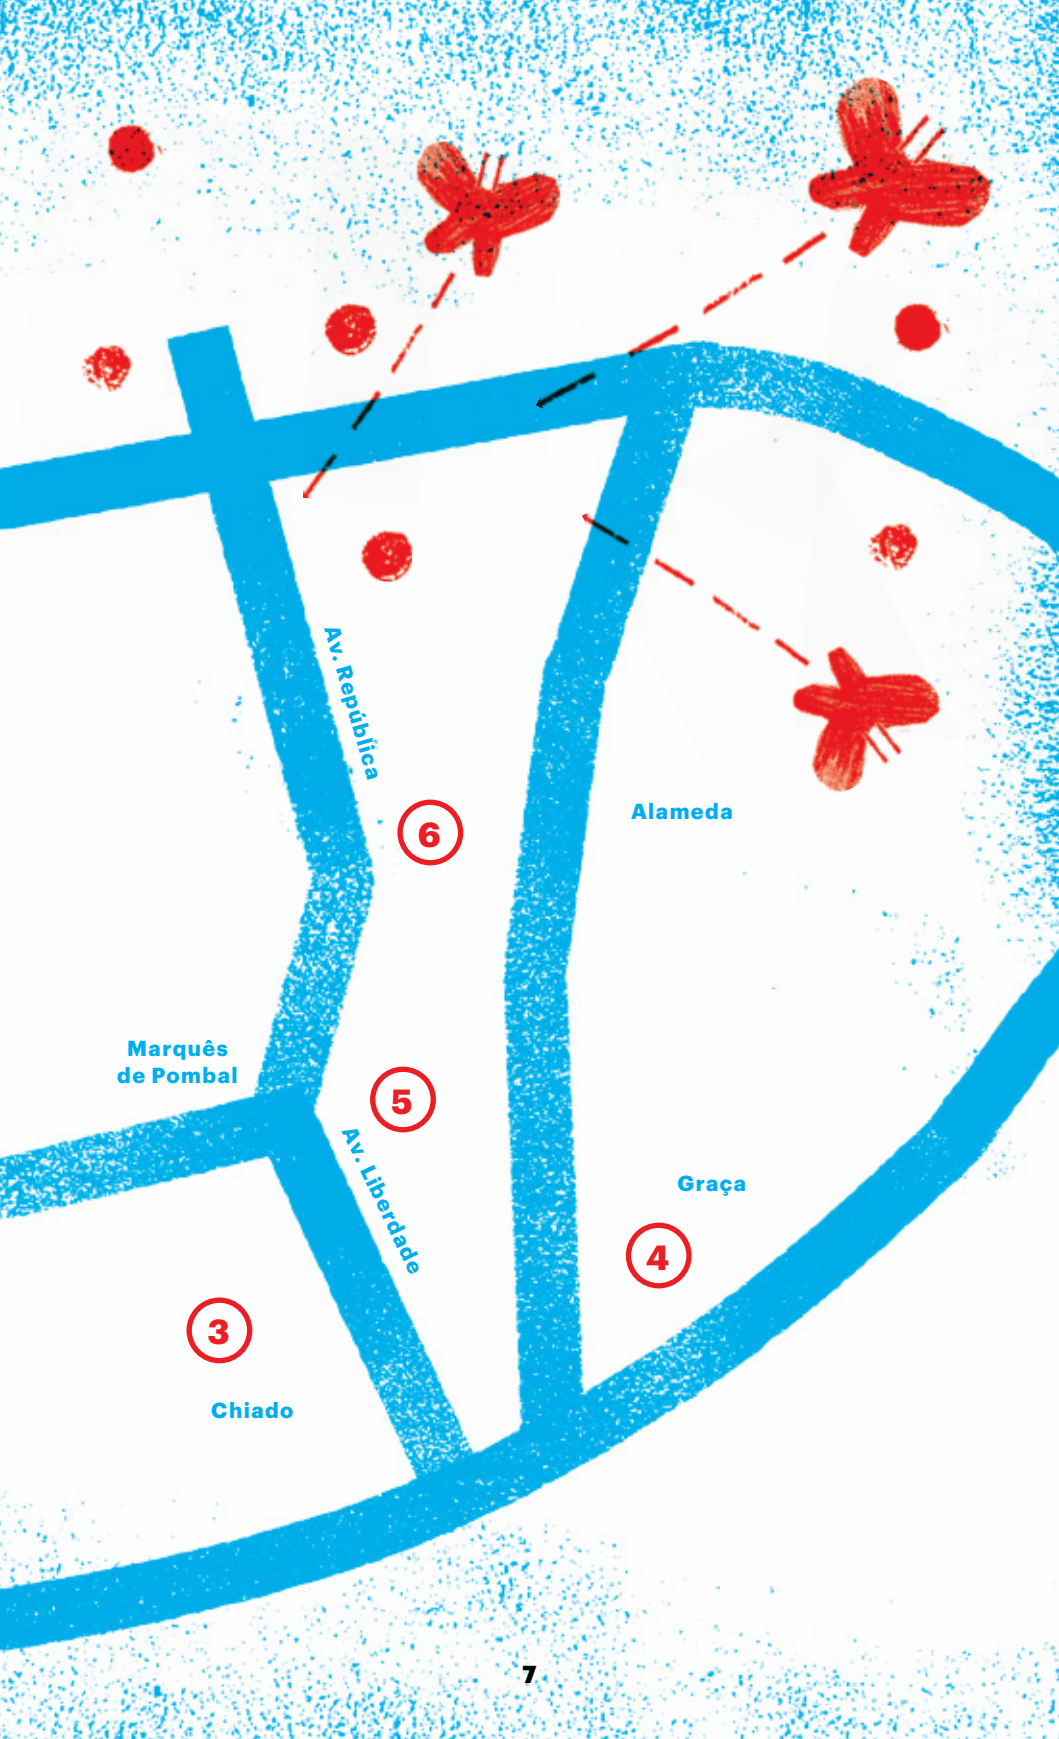 Av. República
6
Alameda
Marquês
de Pombal
5
Av. Liberdade
Graça
4
3
Chiado
7